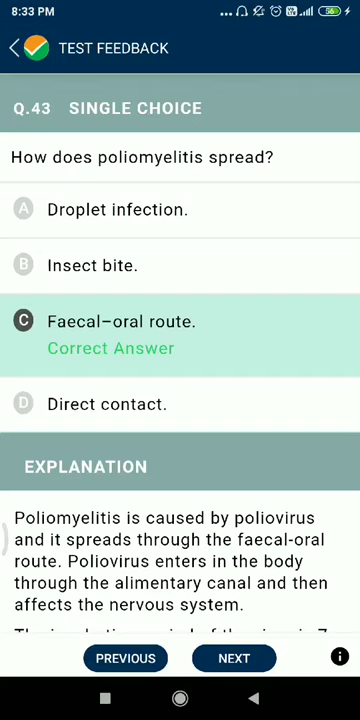 8:33 PM
56
TEST FEEDBACK
Q.43 SINGLE CHOICE
How does poliomyelitis spread?
A Droplet infection.
B Insect bite.
C Faecal–oral route.
Correct Answer
D Direct contact.
EXPLANATION
Poliomyelitis is caused by poliovirus
and it spreads through the faecal-oral
route. Poliovirus enters in the body
through the alimentary canal and then
affects the nervous system.
PREVIOUS NEXT